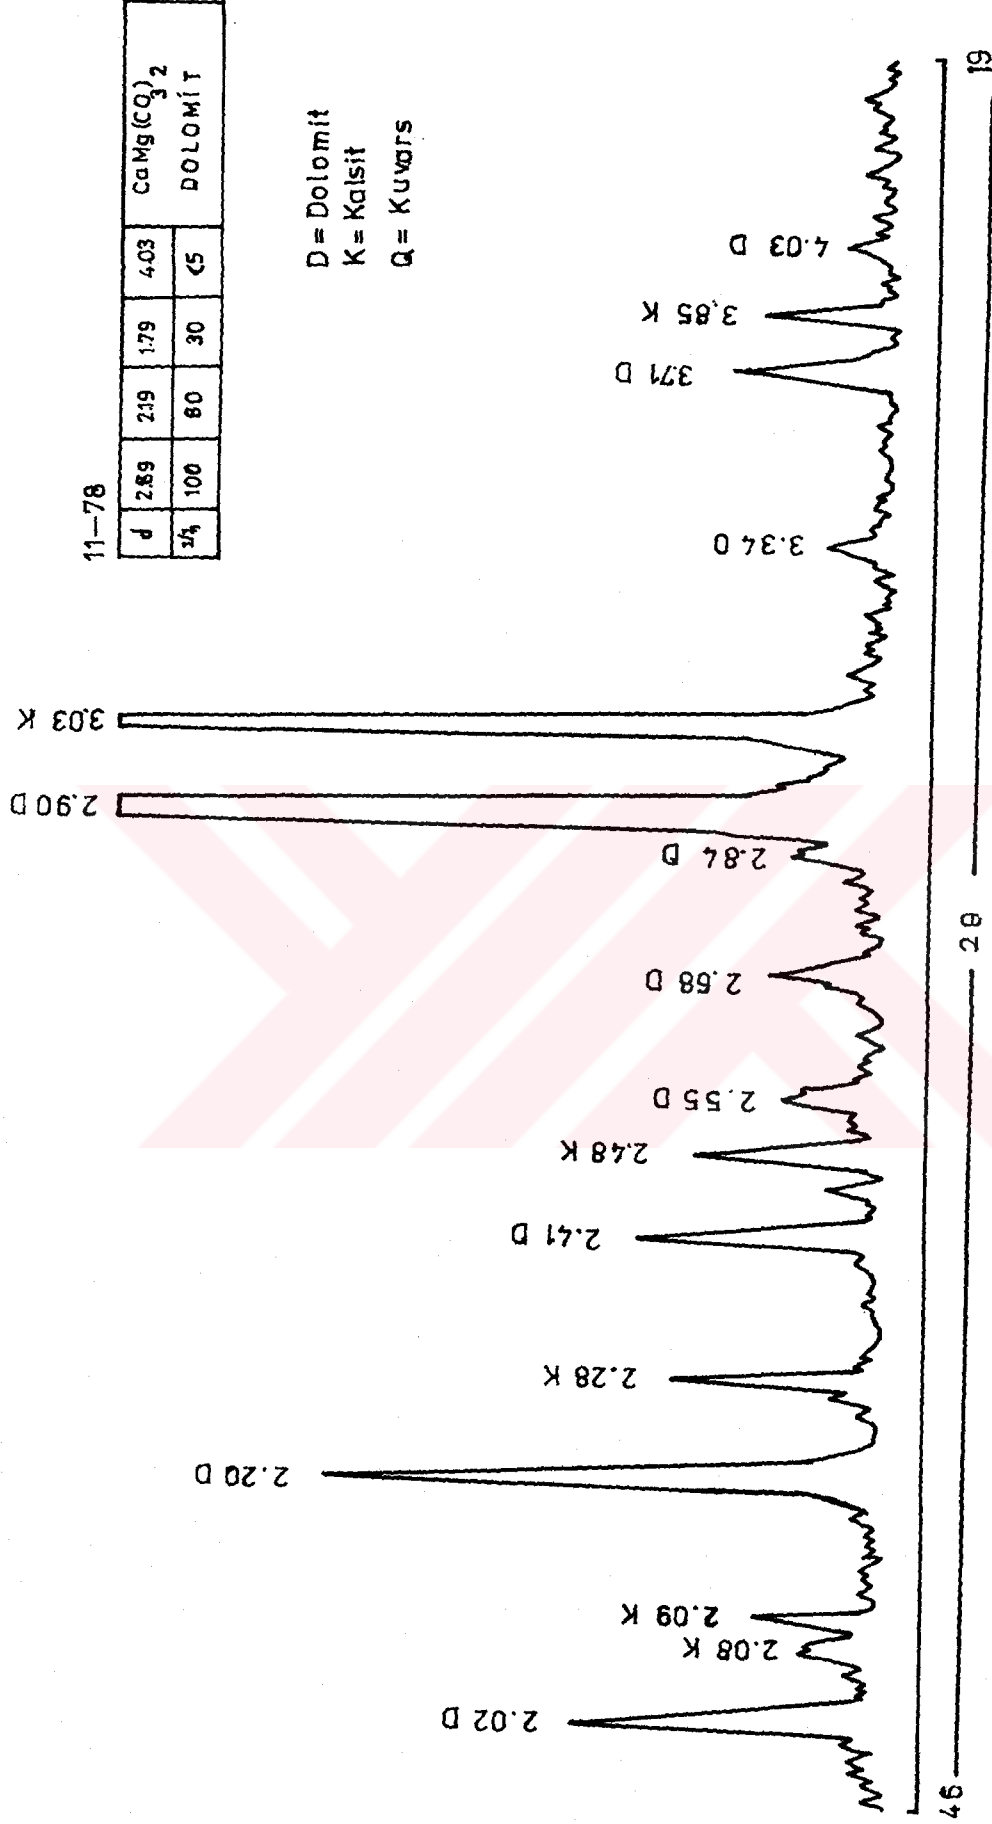 11-78
d 2.89 2.19 1.79 4.03 CaMg(CO3)2
I/I1 100 60 30 <5 DOLOMİT
D = Dolomit
K = Kalsit
Q = Kuvars
2.02 D
2.08 K
2.09 K
2.20 D
2.28 K
2.41 D
2.48 K
2.55 D
2.68 D
2.84 D
2.90 D
3.03 K
3.34 Q
3.71 D
3,85 K
4.03 D
46 2θ 19